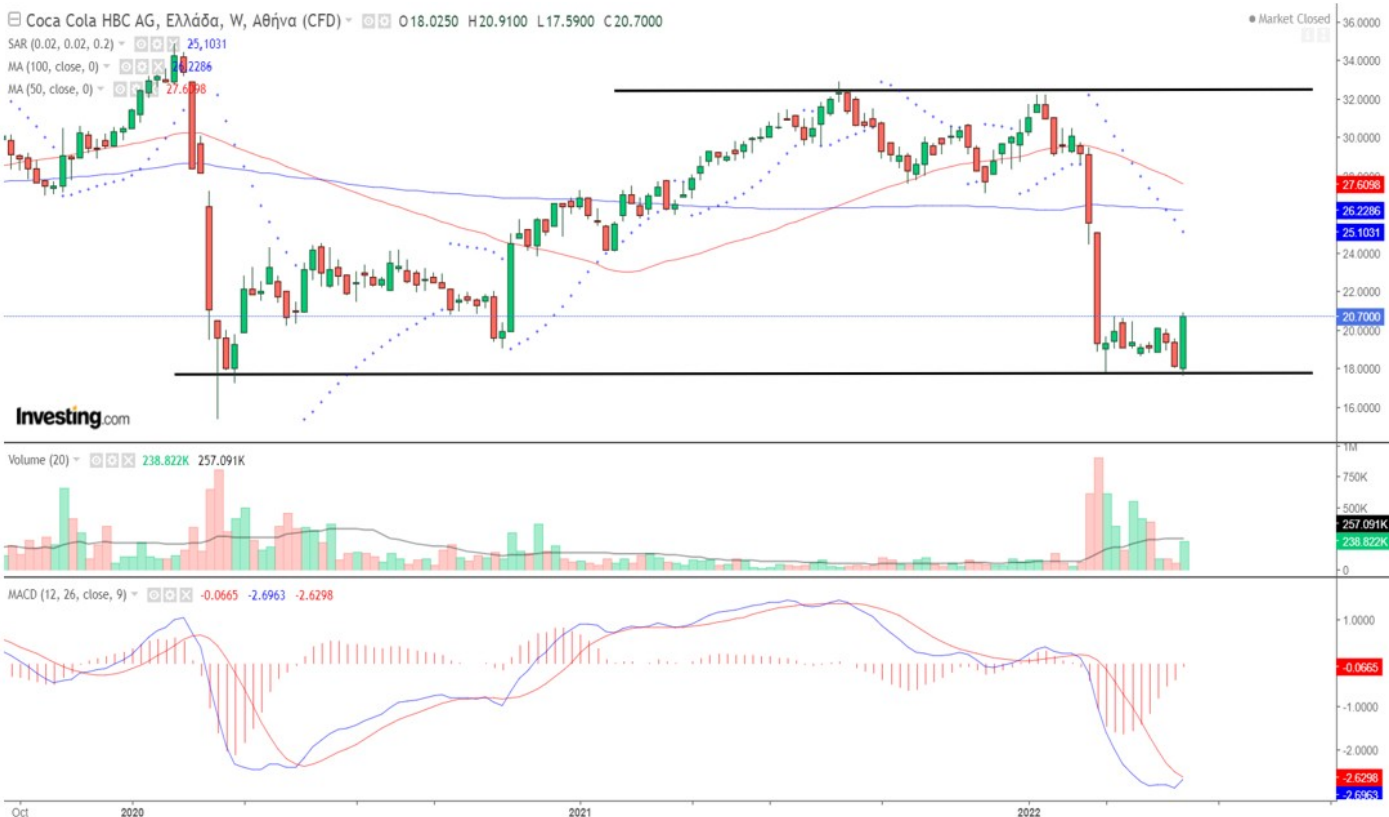 Coca Cola HBC AG, Ελλάδα, W, Αθήνα (CFD) O18.0250 H20.9100 L17.5900 C20.7000
Market Closed
SAR (0.02, 0.02, 0.2) 25.1031
MA (100, close, 0) 26.2286
MA (50, close, 0) 27.6098
36.0000
34.0000
32.0000
30.0000
27.6098
26.2286
25.1031
24.0000
22.0000
20.7000
20.0000
18.0000
16.0000
Investing.com
Volume (20) 238.822K 257.091K
1M
750K
500K
257.091K
238.822K
0
MACD (12, 26, close, 9) -0.0665 -2.6963 -2.6298
1.0000
-0.0665
-1.0000
-2.0000
-2.6298
-2.6963
Oct 2020 2021 2022